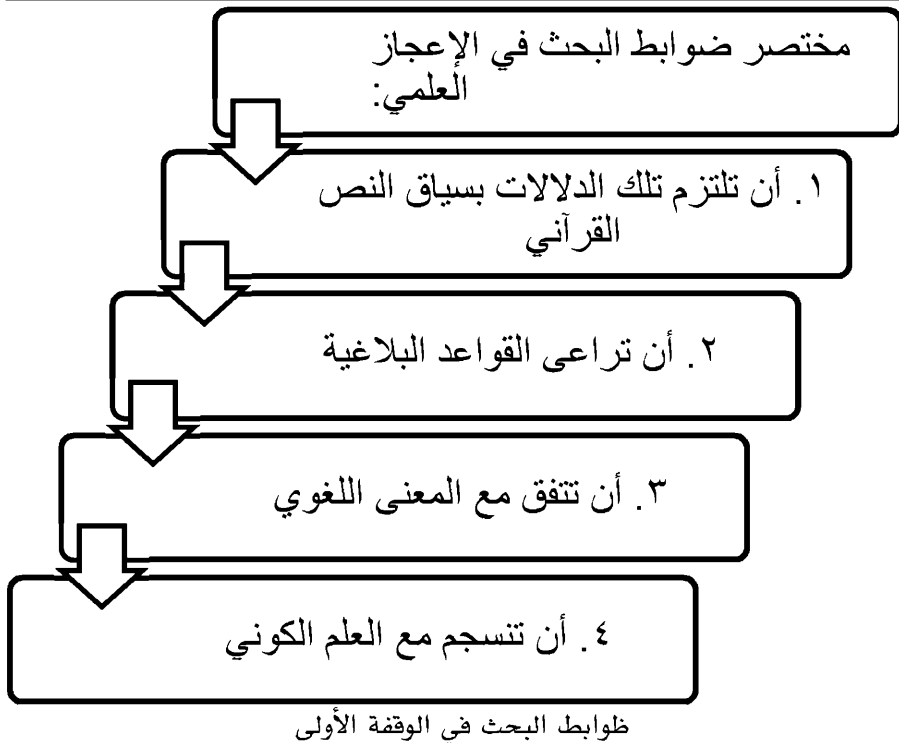 مختصر ضوابط البحث في الإعجاز
العلمي:
١. أن تلتزم تلك الدلالات بسياق النص
القرآني
٢. أن تراعى القواعد البلاغية
٣. أن تتفق مع المعنى اللغوي
٤. أن تنسجم مع العلم الكوني
ظوابط البحث في الوقفة الأولى